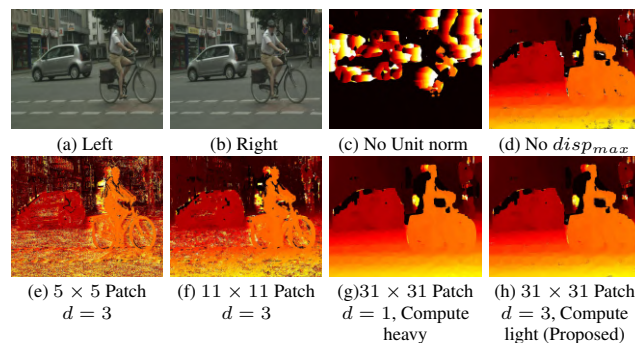 (a) Left
(b) Right
(c) No Unit norm
(d) No disp_max
(e) 5 × 5 Patch
d = 3
(f) 11 × 11 Patch
d = 3
(g)31 × 31 Patch
d = 1, Compute
heavy
(h) 31 × 31 Patch
d = 3, Compute
light (Proposed)